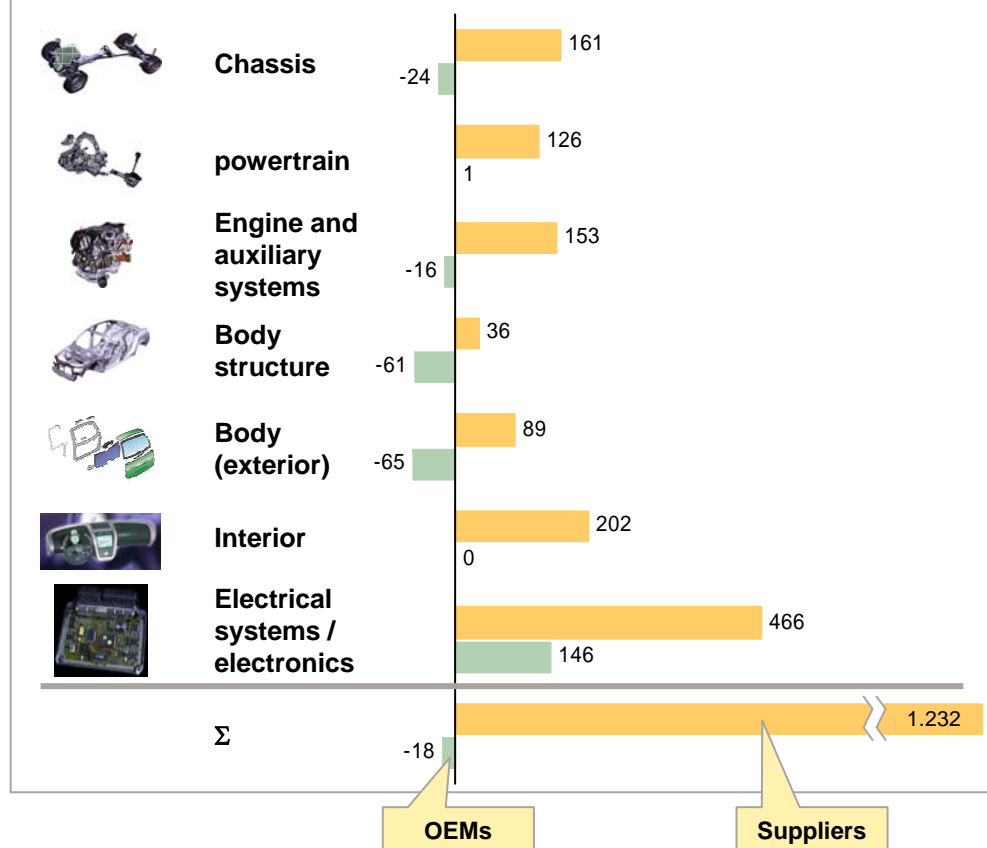 161
Chassis
-24
126
powertrain
1
Engine and
auxiliary
systems
153
-16
Body
structure
36
-61
Body
(exterior)
89
-65
202
Interior
0
Electrical
systems /
electronics
466
146
1.232
Σ
-18
OEMs
Suppliers